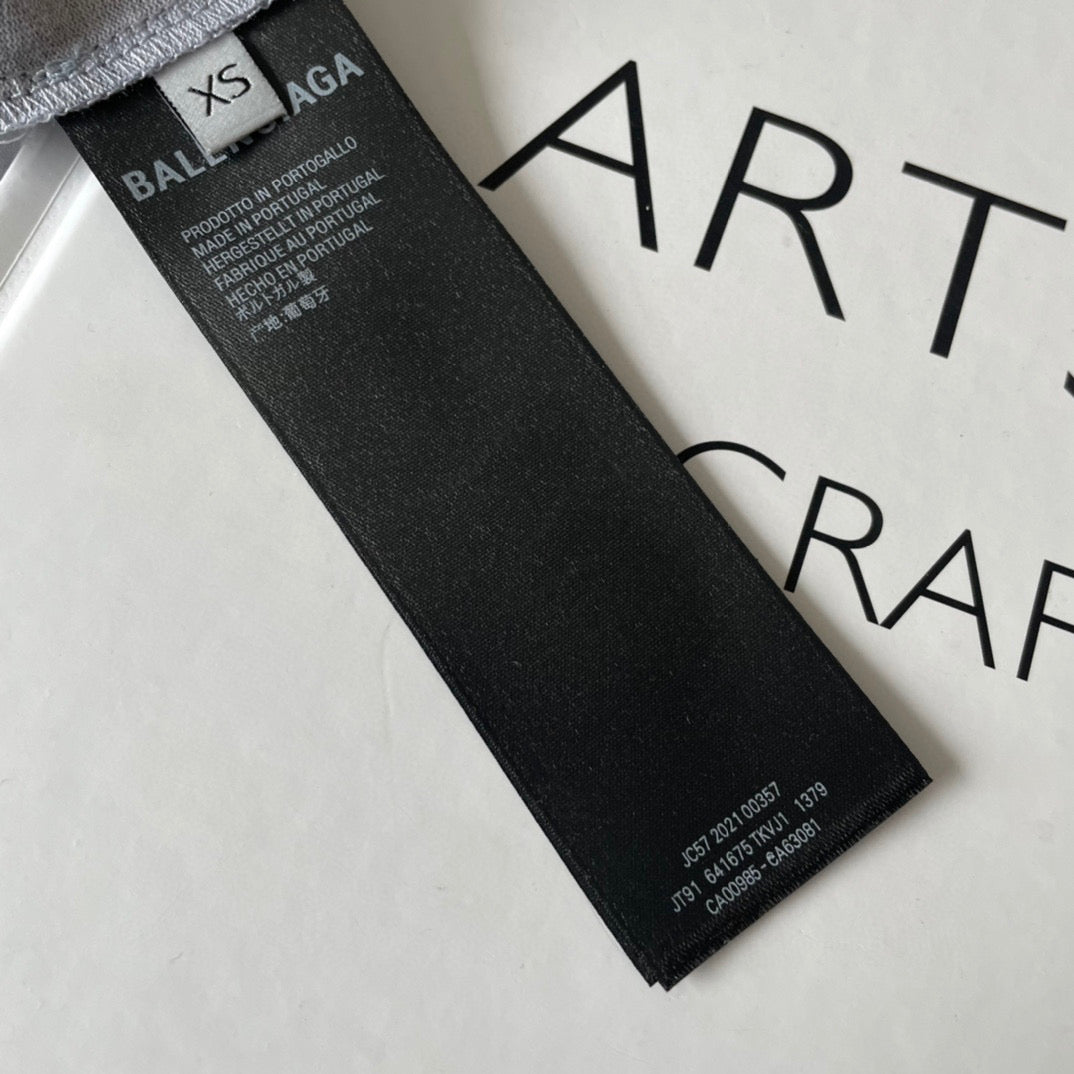 XS
BALENCIAGA
PRODOTTO IN PORTOGALLO
MADE IN PORTUGAL
HERGESTELLT IN PORTUGAL
FABRIQUE AU PORTUGAL
HECHO EN PORTUGAL
ポルトガル製
产地:葡萄牙
JC57 2021 00357
JT91 641675 TKVJ1 1379
CA00985 - CA63081
ARTS
CRAF